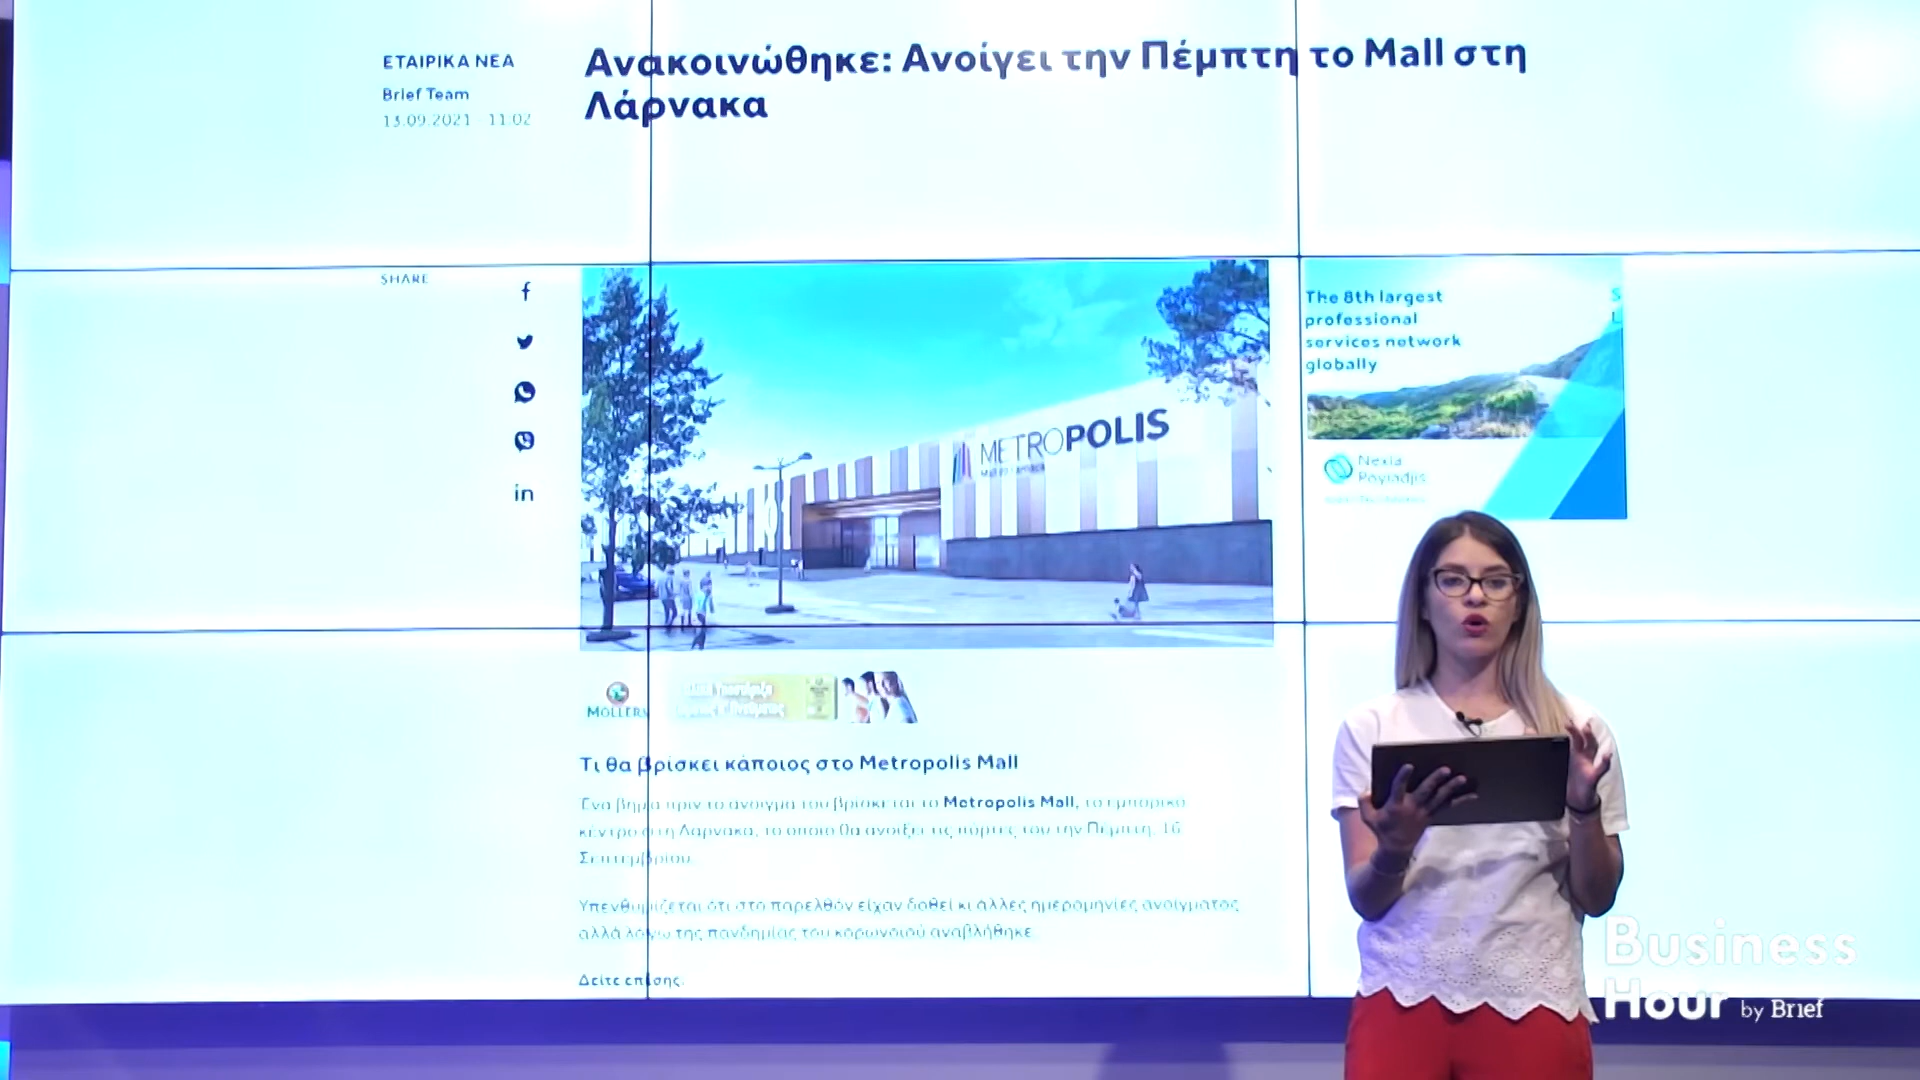 ΕΤΑΙΡΙΚΑ ΝΕΑ
Brief Team
13.09.2021 11:02
Ανακοινώθηκε: Ανοίγει την Πέμπτη το Mall στη
Λάρνακα
SHARE
f
in
METROPOLIS
The 8th largest
professional
services network
globally
Nexia
Poyiadjis
MÖLLER'S
Τι θα βρίσκει κάποιος στο Metropolis Mall
Ένα βήμα πριν το άνοιγμα του βρίσκεται το Metropolis Mall, το εμπορικό
κέντρο στη Λάρνακα, το οποίο θα ανοίξει τις πόρτες του την Πέμπτη, 16
Σεπτεμβρίου.
Υπενθυμίζεται ότι στο παρελθόν είχαν δοθεί κι άλλες ημερομηνίες ανοίγματος
αλλά λόγω της πανδημίας του κορωνοϊού αναβλήθηκε.
Δείτε επίσης:
Business
Hour by Brief